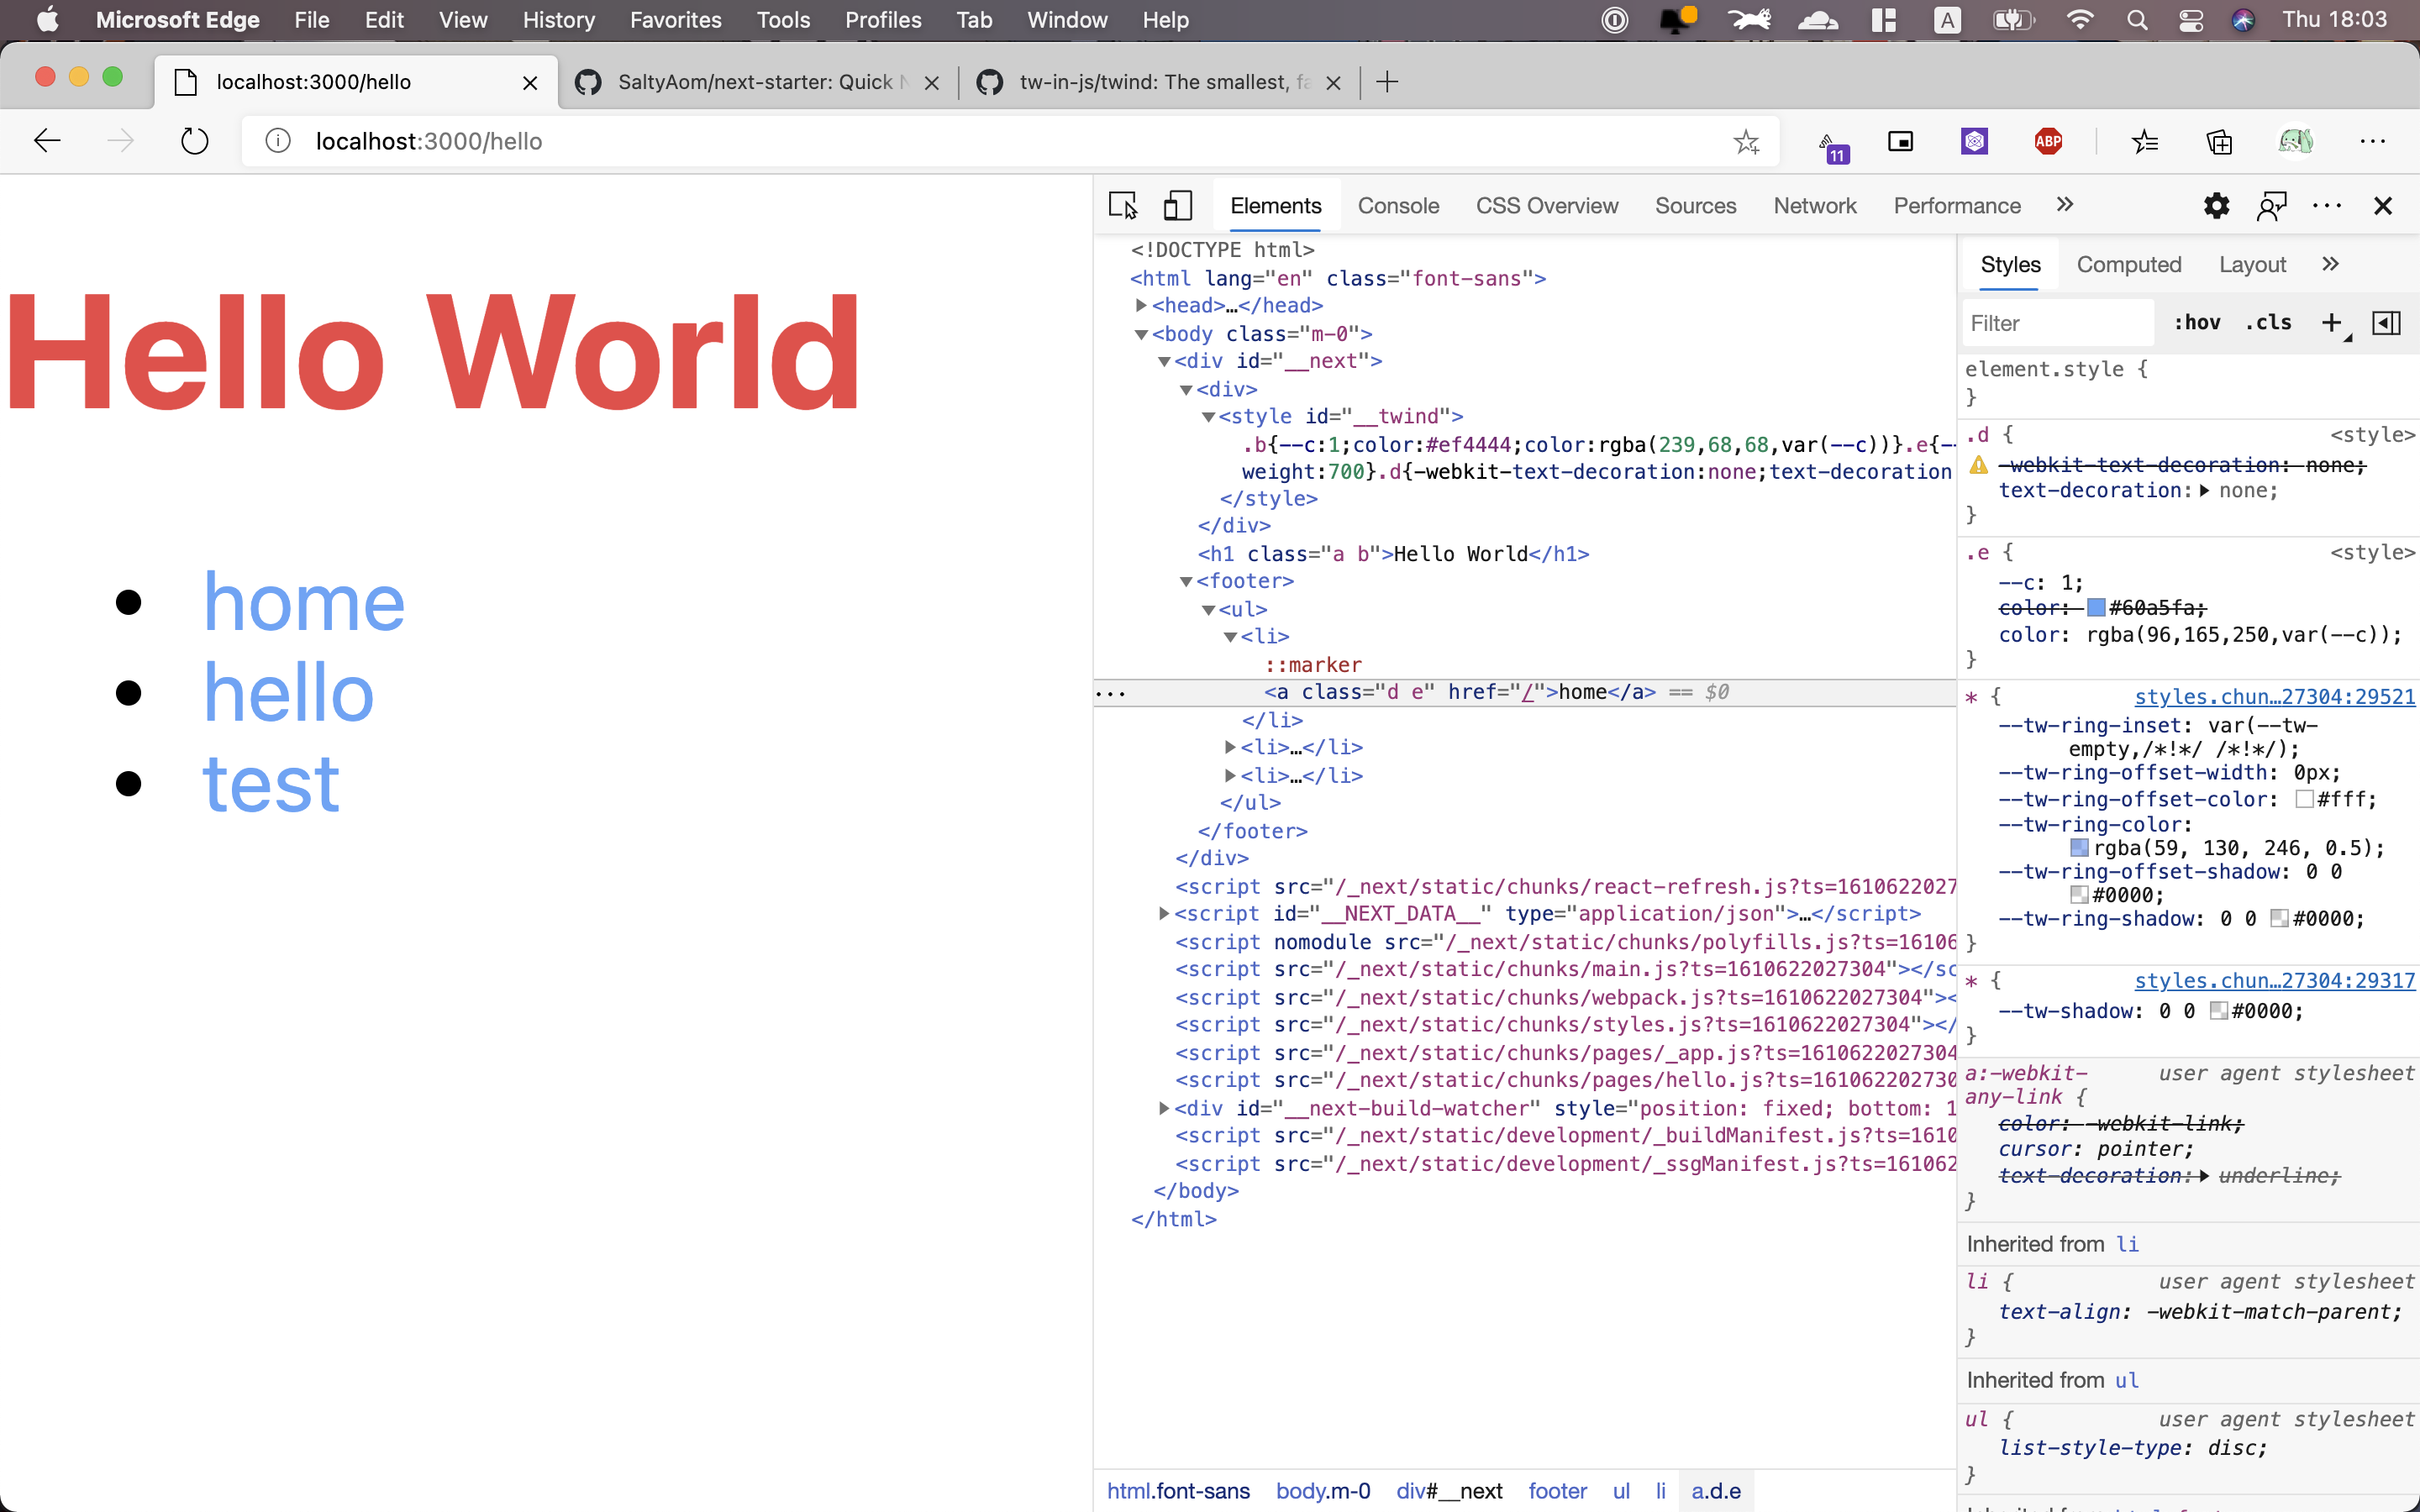 Microsoft Edge File Edit View History Favorites Tools Profiles Tab Window Help A Thu 18:03
localhost:3000/hello SaltyAom/next-starter: Quick N tw-in-js/twind: The smallest, fa
localhost:3000/hello 11 ABP
Hello World
• home
• hello
• test
Elements Console CSS Overview Sources Network Performance
<!DOCTYPE html>
<html lang="en" class="font-sans">
<head>…</head>
<body class="m-0">
<div id="__next">
<div>
<style id="__twind">
.b{--c:1;color:#ef4444;color:rgba(239,68,68,var(--c))}.e{--
weight:700}.d{-webkit-text-decoration:none;text-decoration
</style>
</div>
<h1 class="a b">Hello World</h1>
<footer>
<ul>
<li>
::marker
<a class="d e" href="/">home</a> == $0
</li>
<li>…</li>
<li>…</li>
</ul>
</footer>
</div>
<script src="/_next/static/chunks/react-refresh.js?ts=1610622027
<script id="__NEXT_DATA__" type="application/json">…</script>
<script nomodule src="/_next/static/chunks/polyfills.js?ts=16106
<script src="/_next/static/chunks/main.js?ts=1610622027304"></sc
<script src="/_next/static/chunks/webpack.js?ts=1610622027304"><
<script src="/_next/static/chunks/styles.js?ts=1610622027304"></
<script src="/_next/static/chunks/pages/_app.js?ts=1610622027304
<script src="/_next/static/chunks/pages/hello.js?ts=161062202730
<div id="__next-build-watcher" style="position: fixed; bottom: 1
<script src="/_next/static/development/_buildManifest.js?ts=1610
<script src="/_next/static/development/_ssgManifest.js?ts=161062
</body>
</html>
html.font-sans body.m-0 div#__next footer ul li a.d.e
Styles Computed Layout
Filter :hov .cls +
element.style {
}
.d { <style>
-webkit-text-decoration: none;
text-decoration: none;
}
.e { <style>
--c: 1;
color: #60a5fa;
color: rgba(96,165,250,var(--c));
}
* { styles.chun…27304:29521
--tw-ring-inset: var(--tw-
empty,/*!*/ /*!*/);
--tw-ring-offset-width: 0px;
--tw-ring-offset-color: #fff;
--tw-ring-color:
rgba(59, 130, 246, 0.5);
--tw-ring-offset-shadow: 0 0
#0000;
--tw-ring-shadow: 0 0 #0000;
}
* { styles.chun…27304:29317
--tw-shadow: 0 0 #0000;
}
a:-webkit- user agent stylesheet
any-link {
color: -webkit-link;
cursor: pointer;
text-decoration: underline;
}
Inherited from li
li { user agent stylesheet
text-align: -webkit-match-parent;
}
Inherited from ul
ul { user agent stylesheet
list-style-type: disc;
}